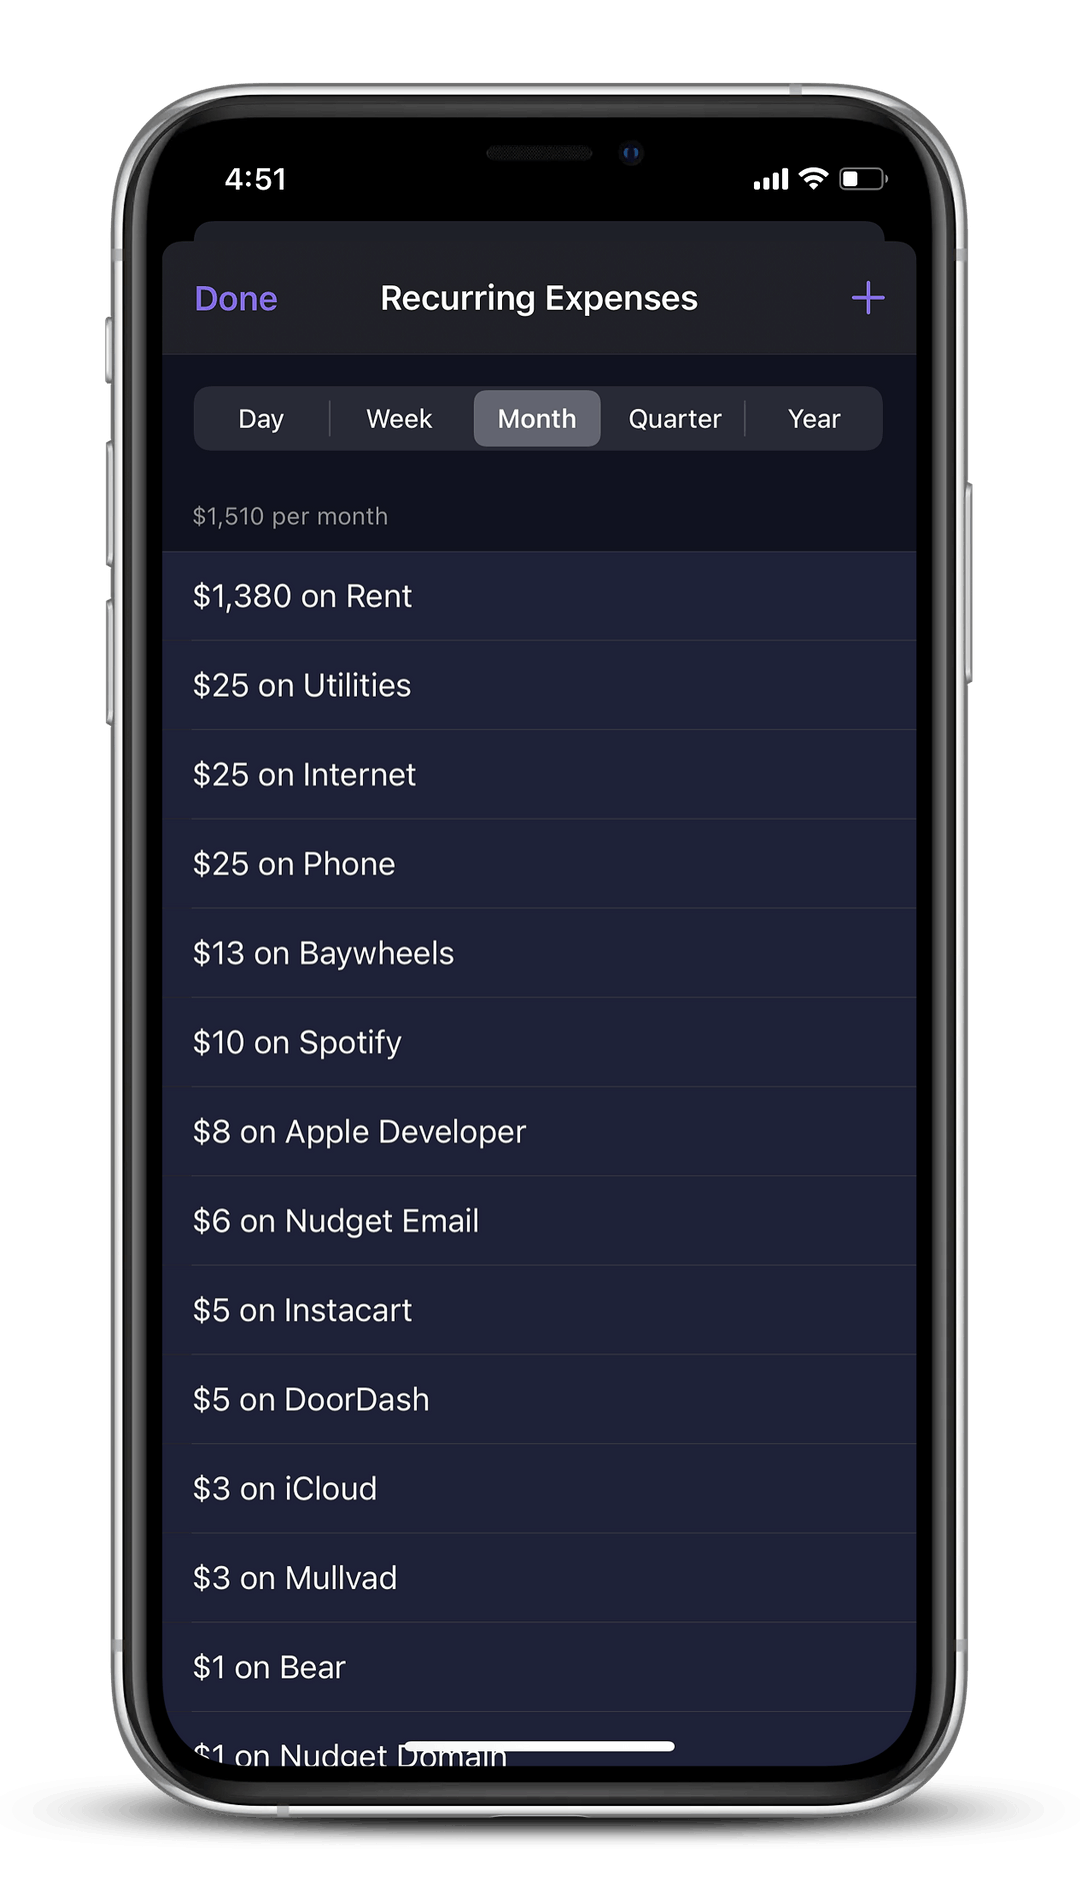 4:51
Done Recurring Expenses +
Day Week Month Quarter Year
$1,510 per month
$1,380 on Rent
$25 on Utilities
$25 on Internet
$25 on Phone
$13 on Baywheels
$10 on Spotify
$8 on Apple Developer
$6 on Nudget Email
$5 on Instacart
$5 on DoorDash
$3 on iCloud
$3 on Mullvad
$1 on Bear
$1 on Nudget Domain